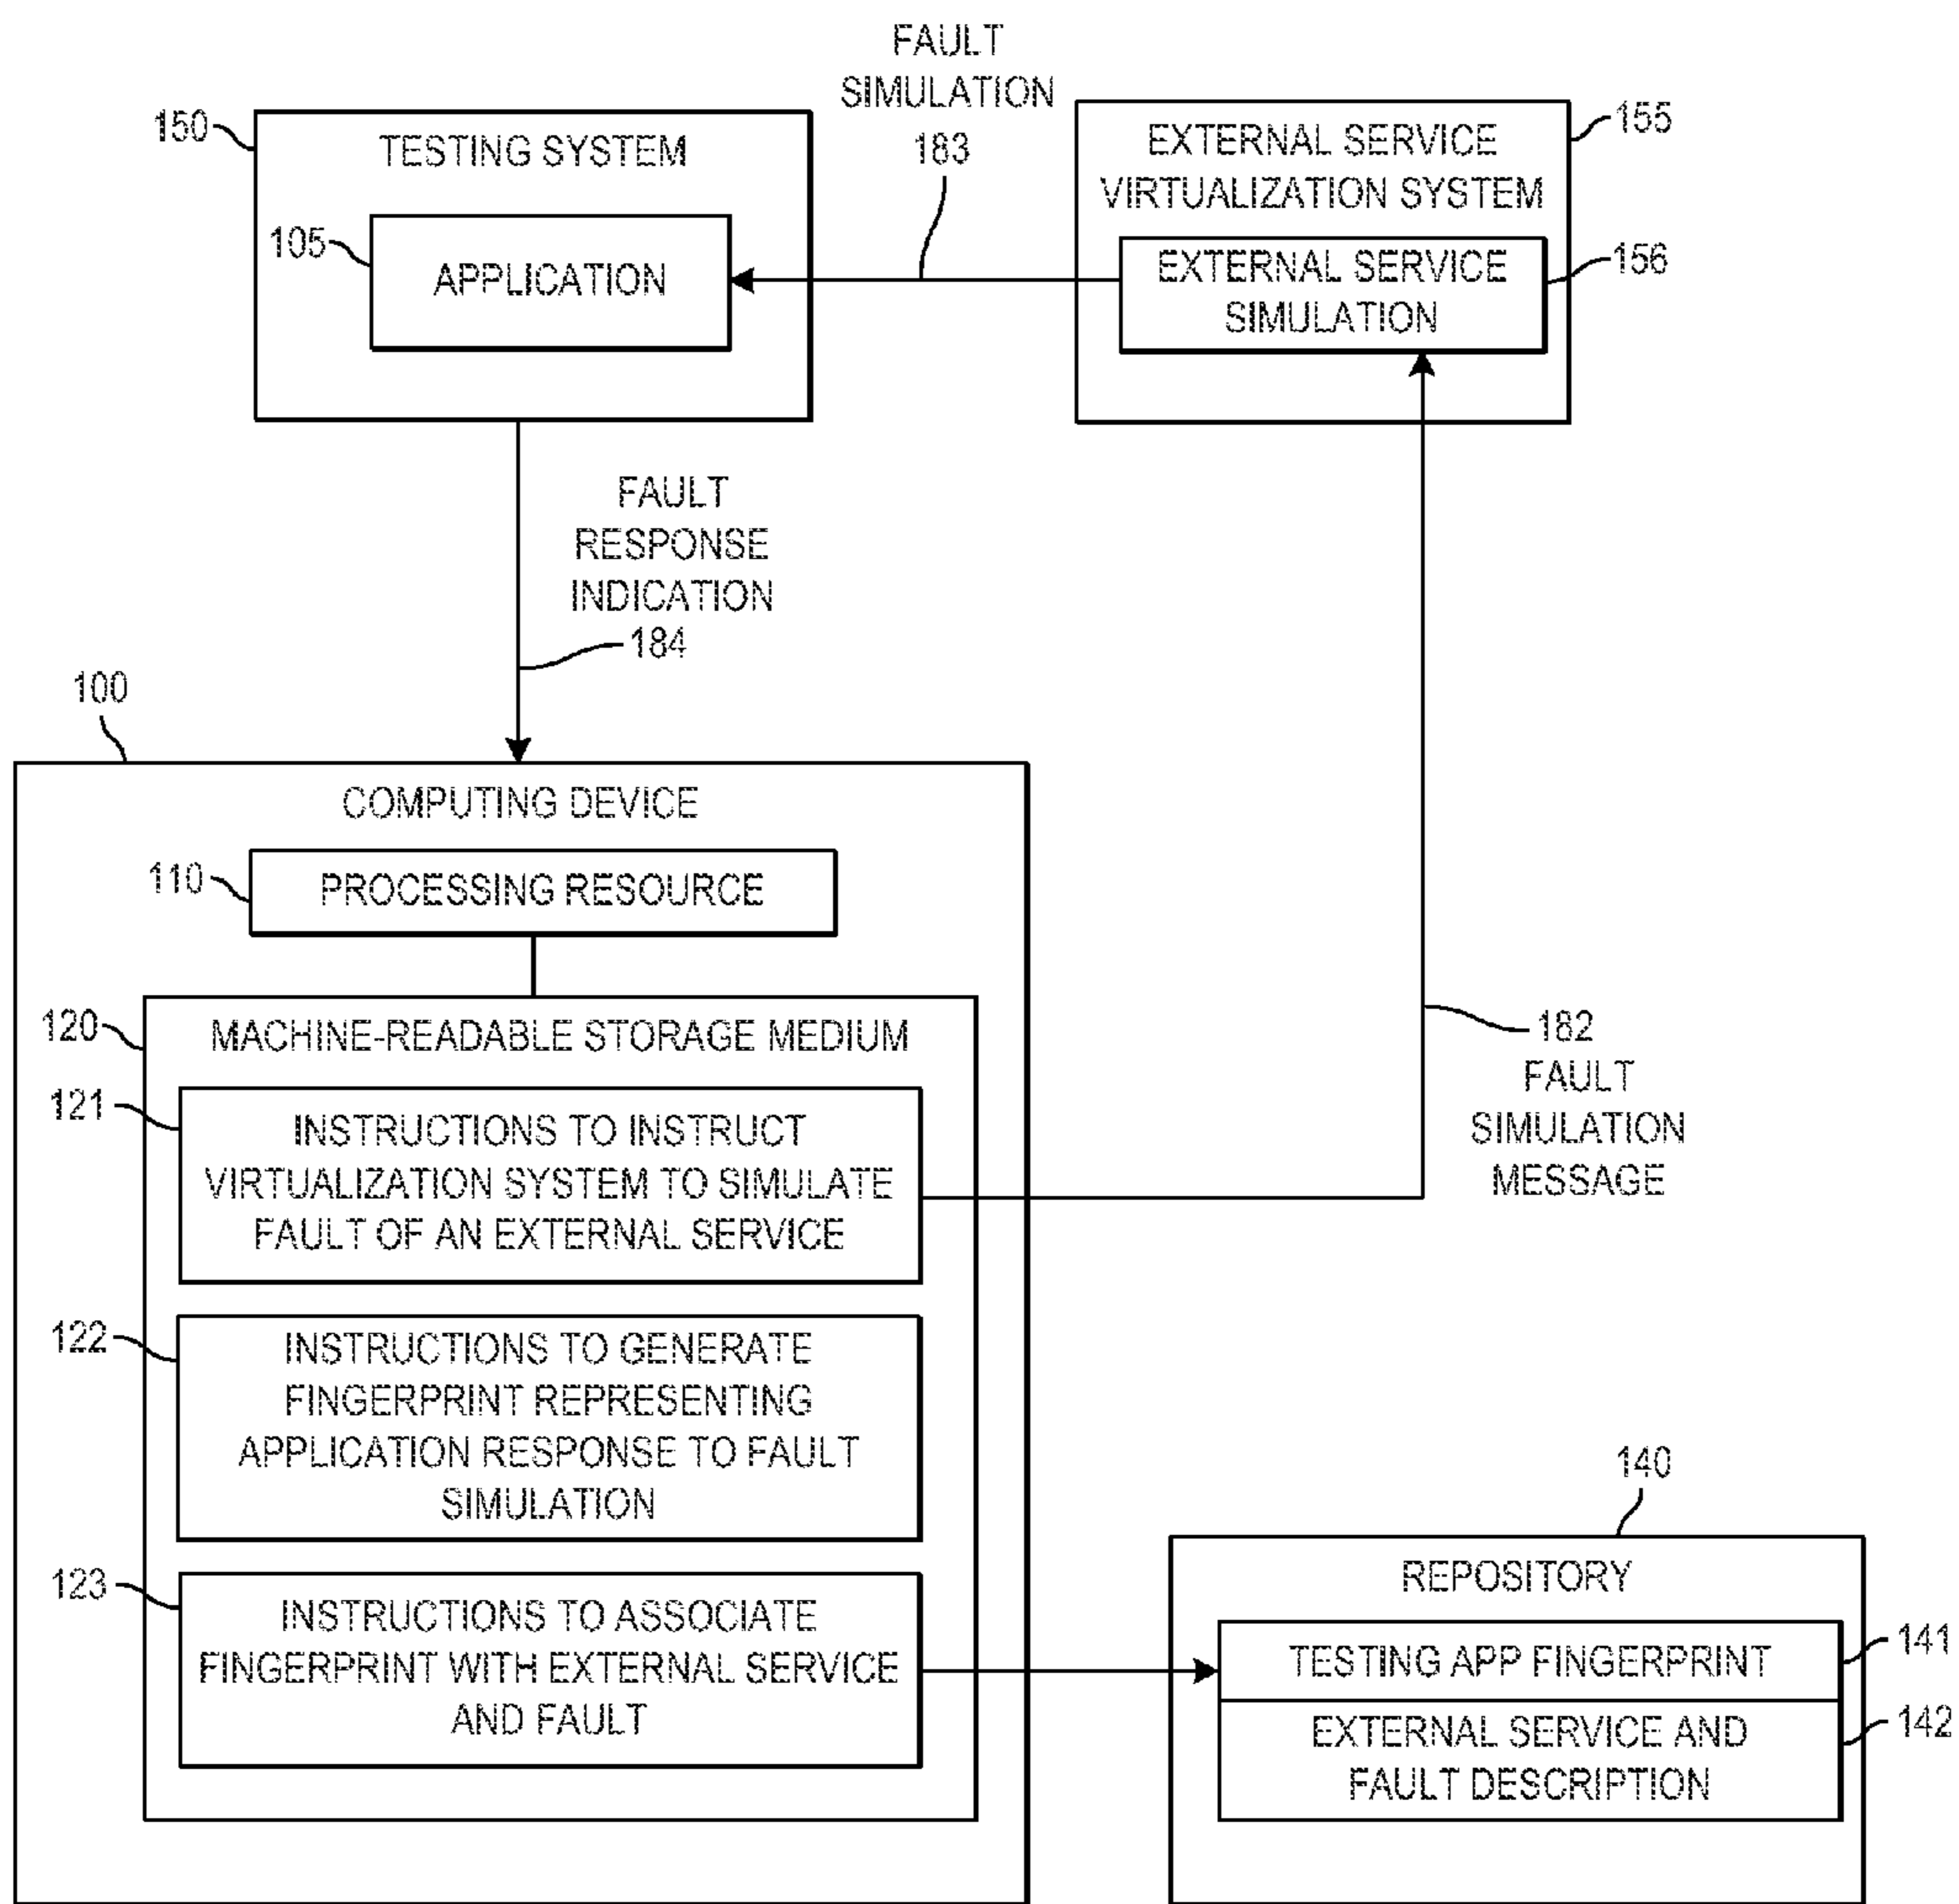 FAULT
SIMULATION
183
150
TESTING SYSTEM
105
APPLICATION
EXTERNAL SERVICE
VIRTUALIZATION SYSTEM
155
EXTERNAL SERVICE
SIMULATION
156
FAULT
RESPONSE
INDICATION
184
100
COMPUTING DEVICE
110
PROCESSING RESOURCE
120
MACHINE-READABLE STORAGE MEDIUM
121
INSTRUCTIONS TO INSTRUCT
VIRTUALIZATION SYSTEM TO SIMULATE
FAULT OF AN EXTERNAL SERVICE
182
FAULT
SIMULATION
MESSAGE
122
INSTRUCTIONS TO GENERATE
FINGERPRINT REPRESENTING
APPLICATION RESPONSE TO FAULT
SIMULATION
123
INSTRUCTIONS TO ASSOCIATE
FINGERPRINT WITH EXTERNAL SERVICE
AND FAULT
140
REPOSITORY
TESTING APP FINGERPRINT
141
EXTERNAL SERVICE AND
FAULT DESCRIPTION
142